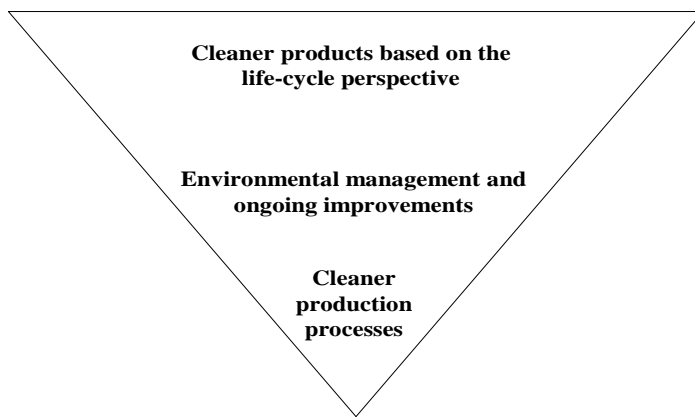 Cleaner products based on the
life-cycle perspective
Environmental management and
ongoing improvements
Cleaner
production
processes